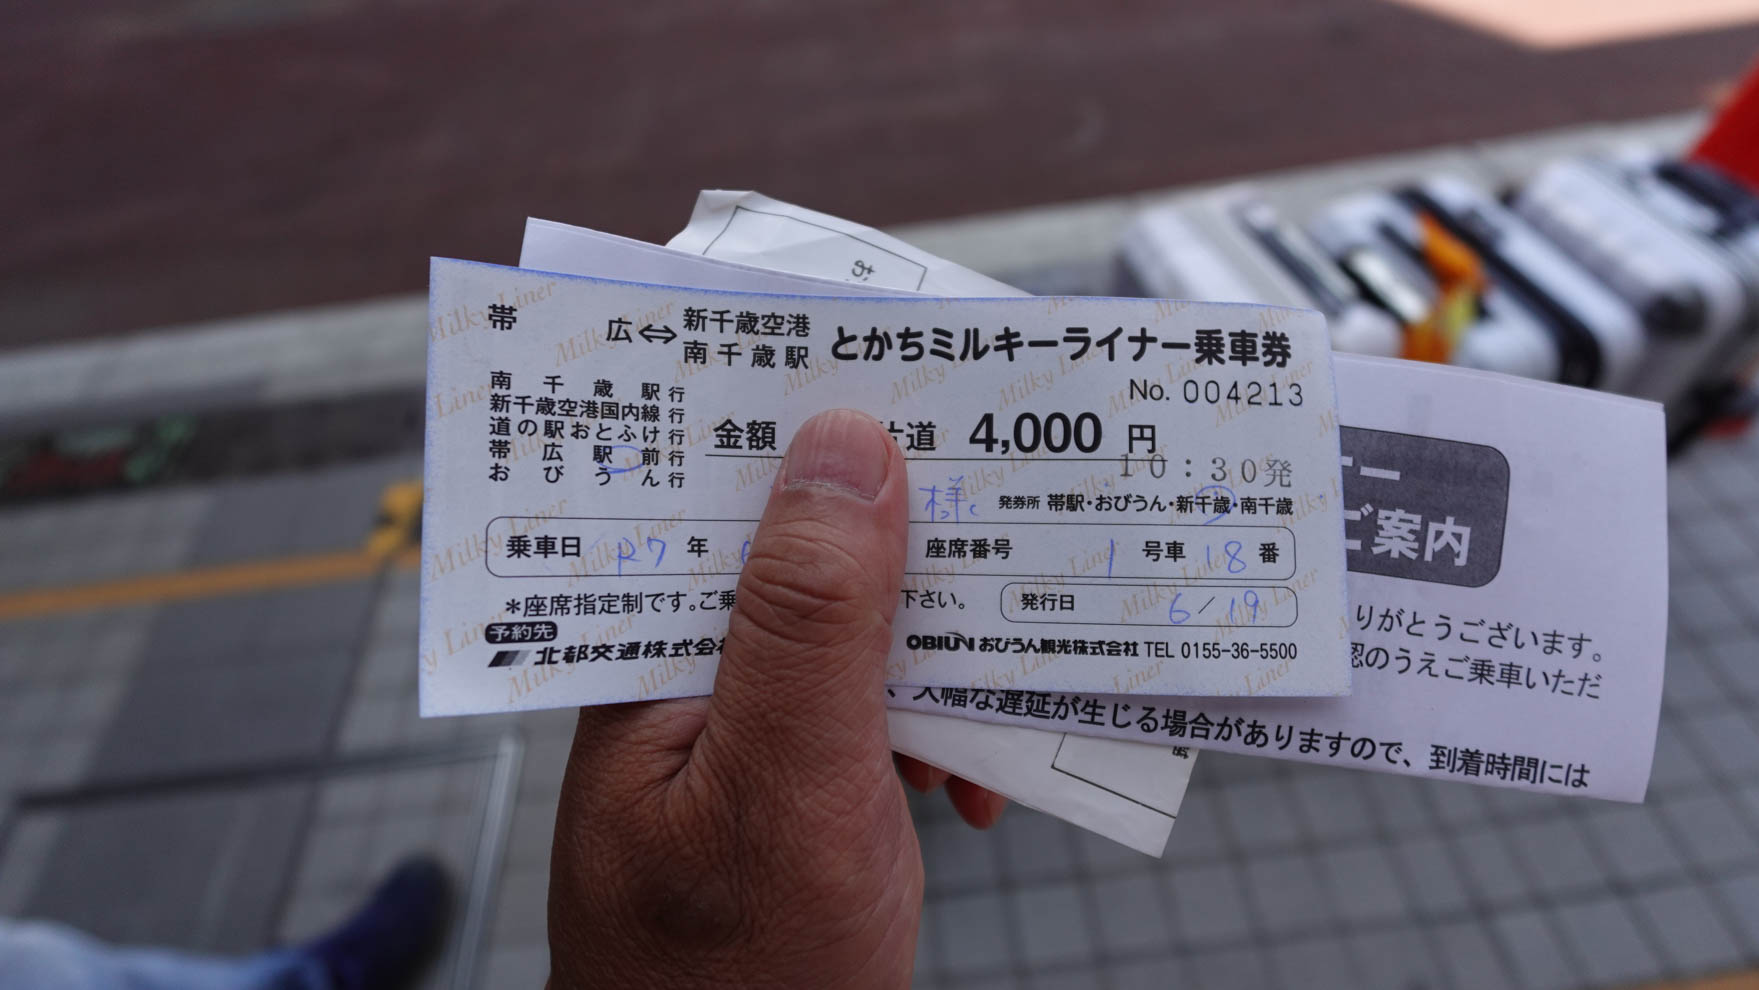 帯広⇔新千歳空港
南千歳駅
とかちミルキーライナー乗車券
No. 004213
南千歳駅行
新千歳空港国内線行
道の駅おとふけ行
帯広駅前行
おびうん行
金額 道 4,000 円
10:30発
様
発券所 帯駅・おびうん・新千歳・南千歳
乗車日 R7 年
座席番号 1 号車 18 番
*座席指定制です。ご乗 下さい。
発行日 6/19
予約先
北都交通株式会
OBIUN おびうん観光株式会社 TEL 0155-36-5500
Milky Liner
ー
ご案内
りがとうございます。
認のうえご乗車いただ
、大幅な遅延が生じる場合がありますので、到着時間には
お